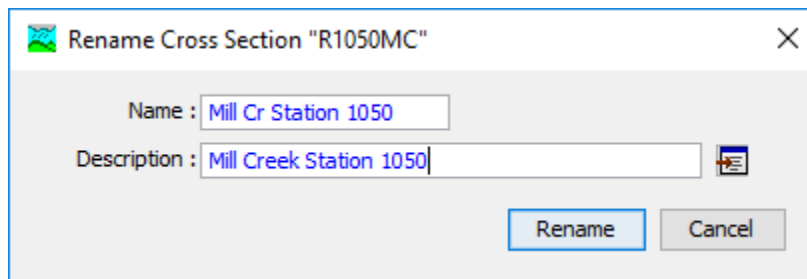 Rename Cross Section "R1050MC"
Name : Mill Cr Station 1050
Description : Mill Creek Station 1050
Rename Cancel